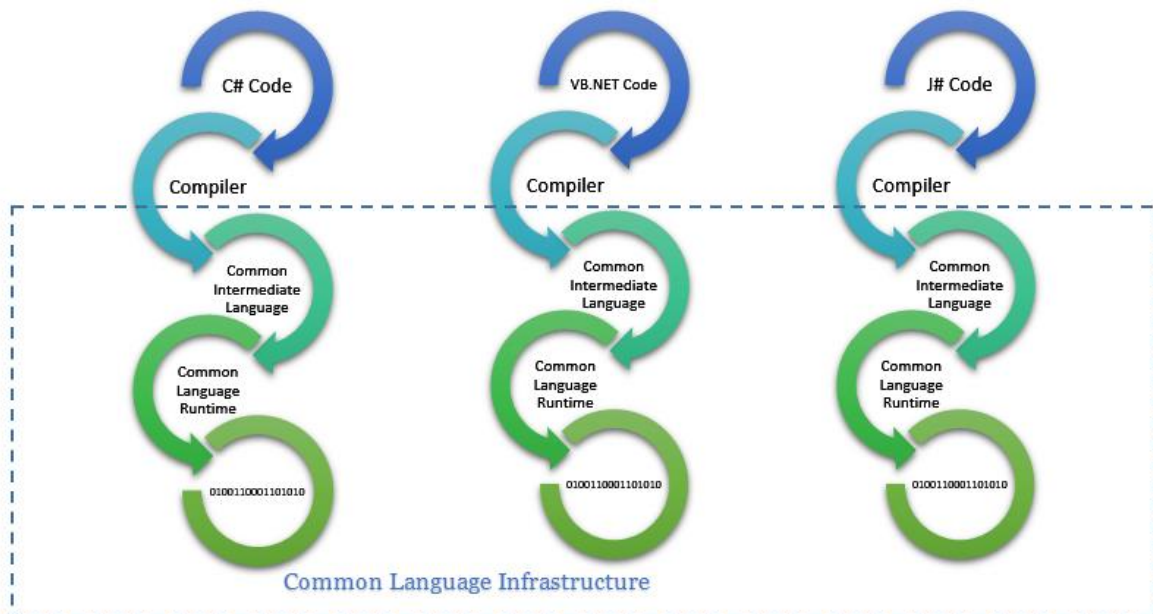 C# Code
VB.NET Code
J# Code
Compiler
Compiler
Compiler
Common
Intermediate
Language
Common
Intermediate
Language
Common
Intermediate
Language
Common
Language
Runtime
Common
Language
Runtime
Common
Language
Runtime
0100110001101010
0100110001101010
0100110001101010
Common Language Infrastructure